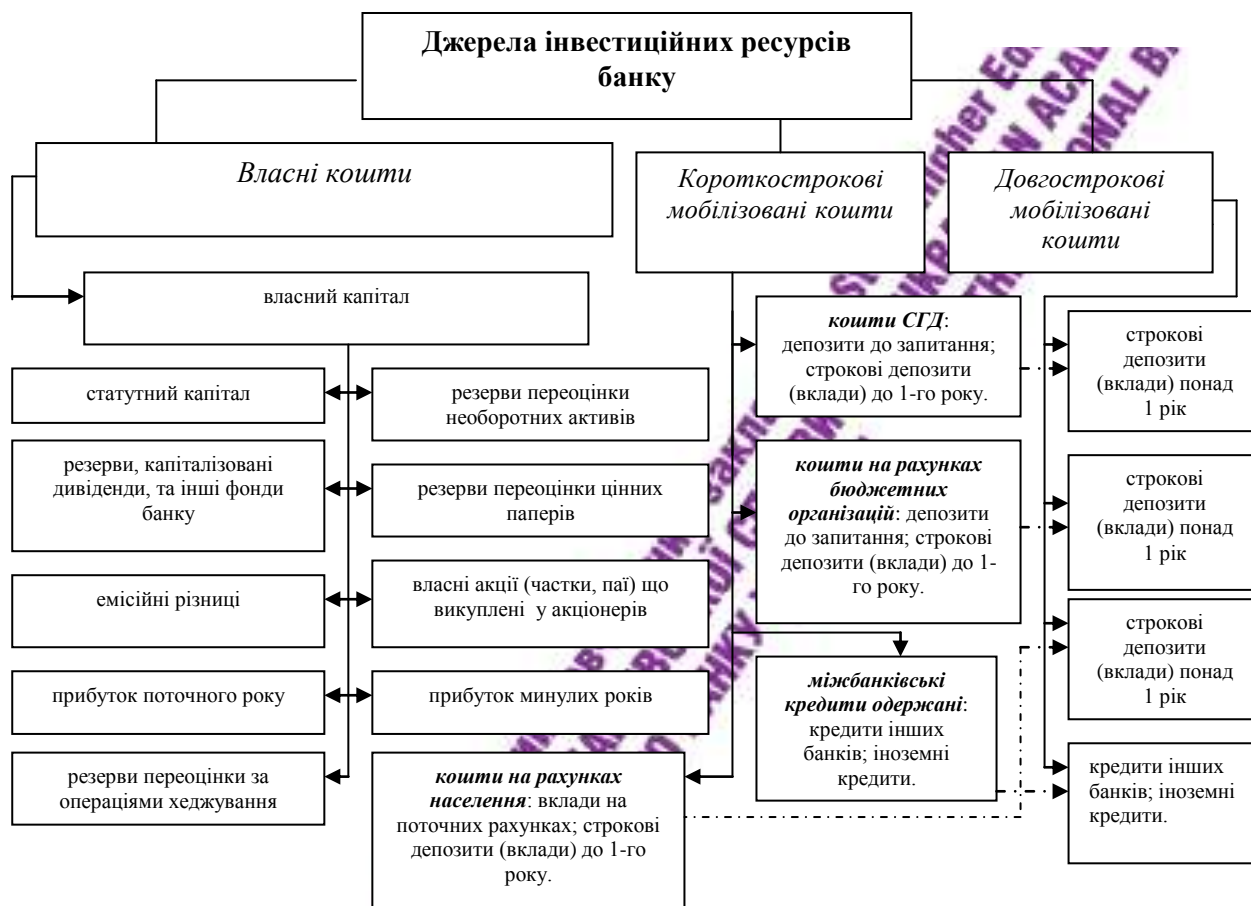 Джерела інвестиційних ресурсів
банку
Власні кошти
Короткострокові
мобілізовані кошти
Довгострокові
мобілізовані
кошти
власний капітал
статутний капітал
резерви переоцінки
необоротних активів
резерви, капіталізовані
дивіденди, та інші фонди
банку
резерви переоцінки цінних
паперів
емісійні різниці
власні акції (частки, паї) що
викуплені у акціонерів
прибуток поточного року
прибуток минулих років
резерви переоцінки за
операціями хеджування
кошти на рахунках
населення: вклади на
поточних рахунках; строкові
депозити (вклади) до 1-го
року.
кошти СГД:
депозити до запитання;
строкові депозити
(вклади) до 1-го року.
кошти на рахунках
бюджетних
організацій: депозити
до запитання; строкові
депозити (вклади) до 1-
го року.
міжбанківські
кредити одержані:
кредити інших
банків; іноземні
кредити.
строкові
депозити
(вклади) понад
1 рік
строкові
депозити
(вклади) понад
1 рік
строкові
депозити
(вклади) понад
1 рік
кредити інших
банків; іноземні
кредити.